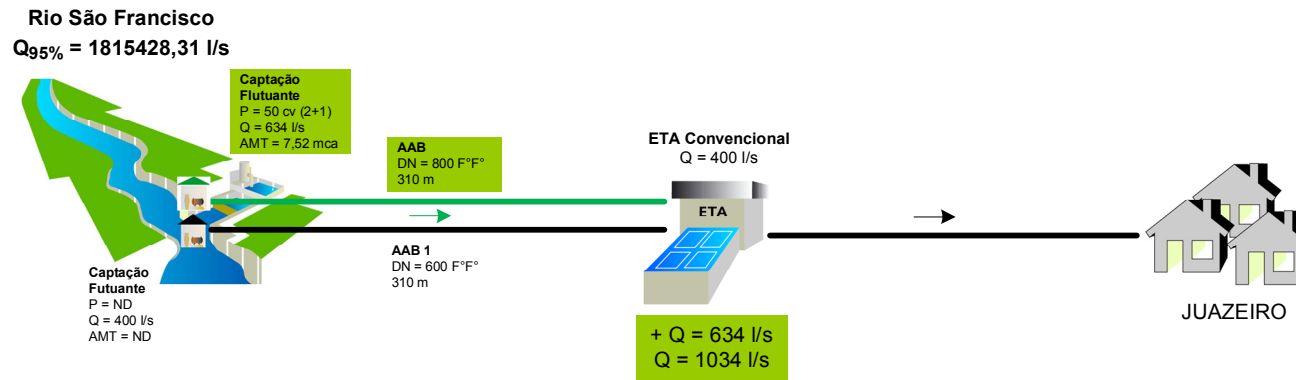 Rio São Francisco
Q95% = 1815428,31 l/s
Captação
Flutuante
P = 50 cv (2+1)
Q = 634 l/s
AMT = 7,52 mca
AAB
DN = 800 F°F°
310 m
ETA Convencional
Q = 400 l/s
ETA
AAB 1
DN = 600 F°F°
310 m
Captação
Futuante
P = ND
Q = 400 l/s
AMT = ND
JUAZEIRO
+ Q = 634 l/s
Q = 1034 l/s